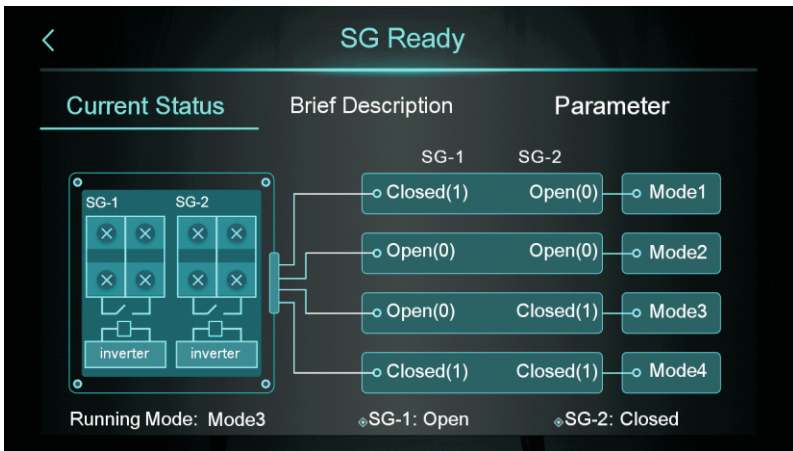 SG Ready
Current Status Brief Description Parameter
SG-1 SG-2
SG-1 SG-2
Closed(1) Open(0) Mode1
Open(0) Open(0) Mode2
Open(0) Closed(1) Mode3
Closed(1) Closed(1) Mode4
inverter inverter
Running Mode: Mode3 SG-1: Open SG-2: Closed